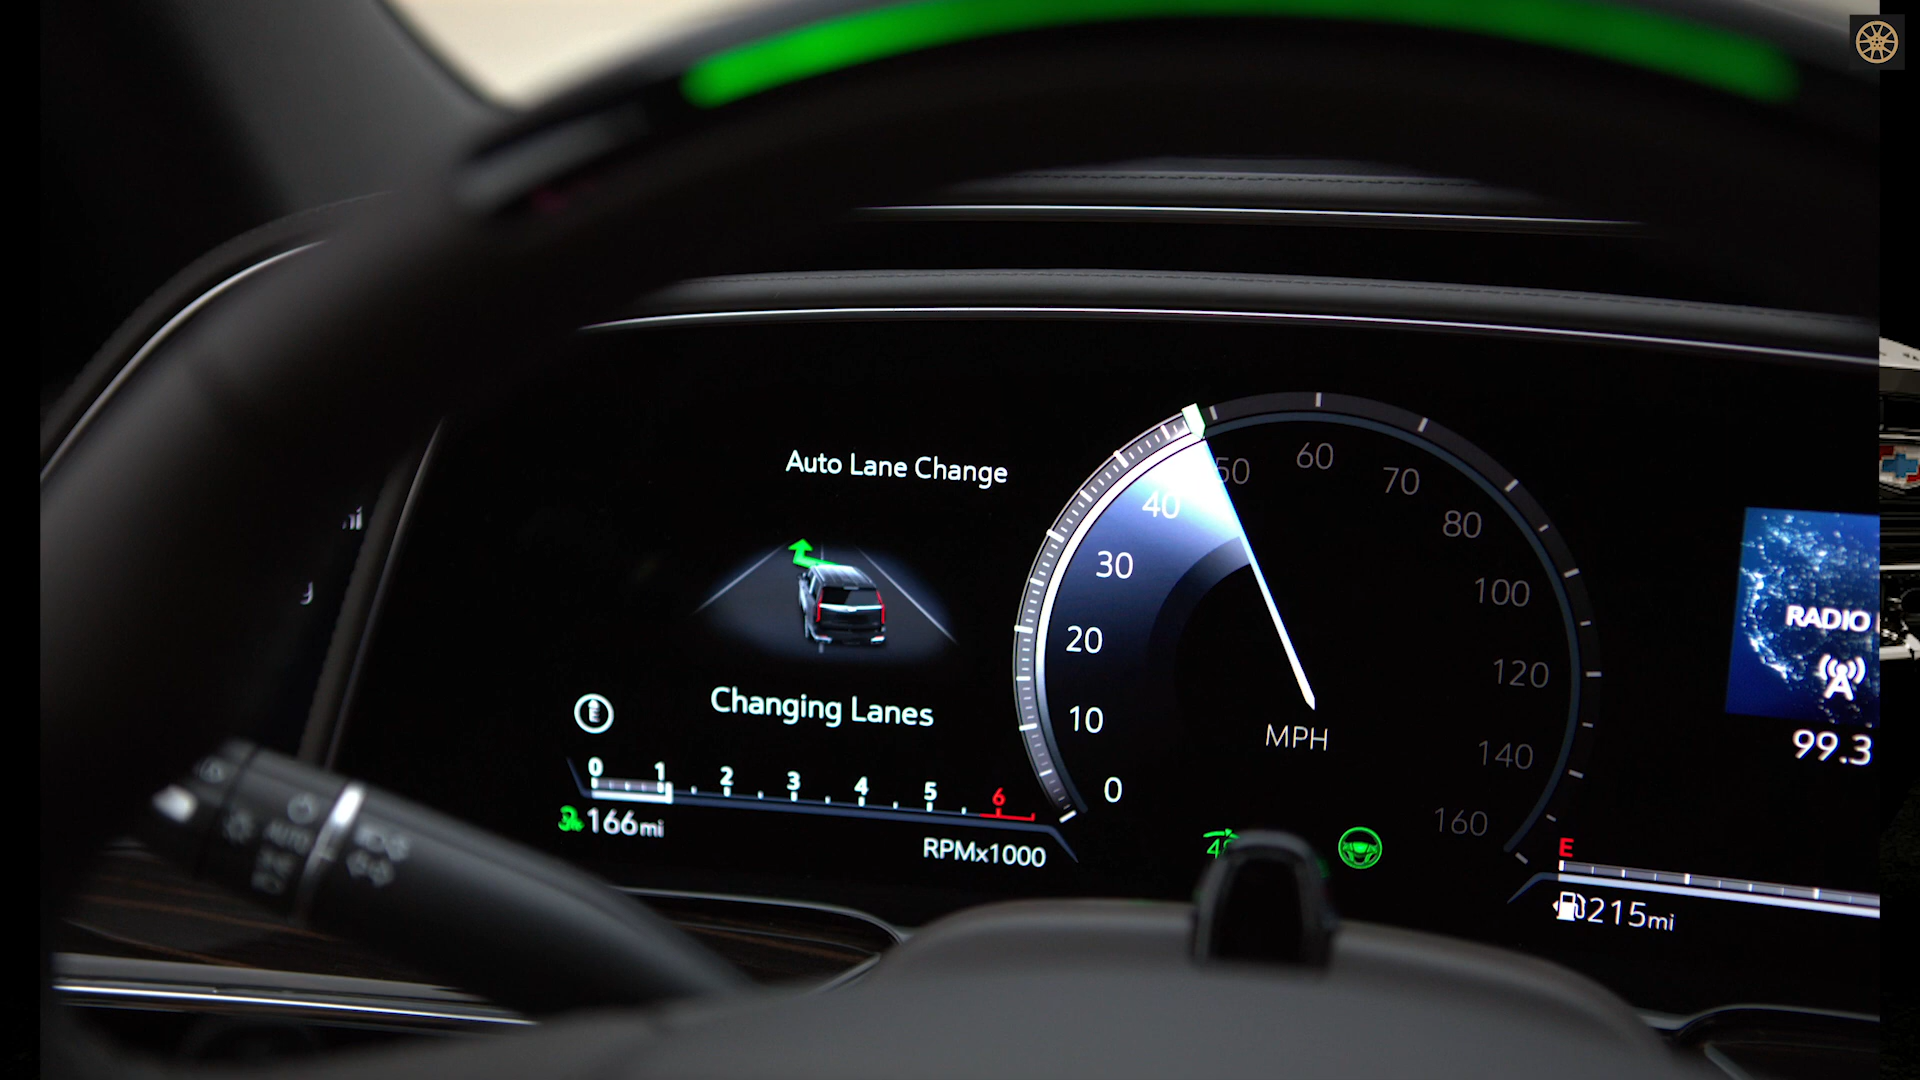 Auto Lane Change
Changing Lanes
0 1 2 3 4 5 6
166mi
RPMx1000
0 10 20 30 40 50 60 70 80 100 120 140 160
MPH
E
215mi
RADIO
99.3
AUTO